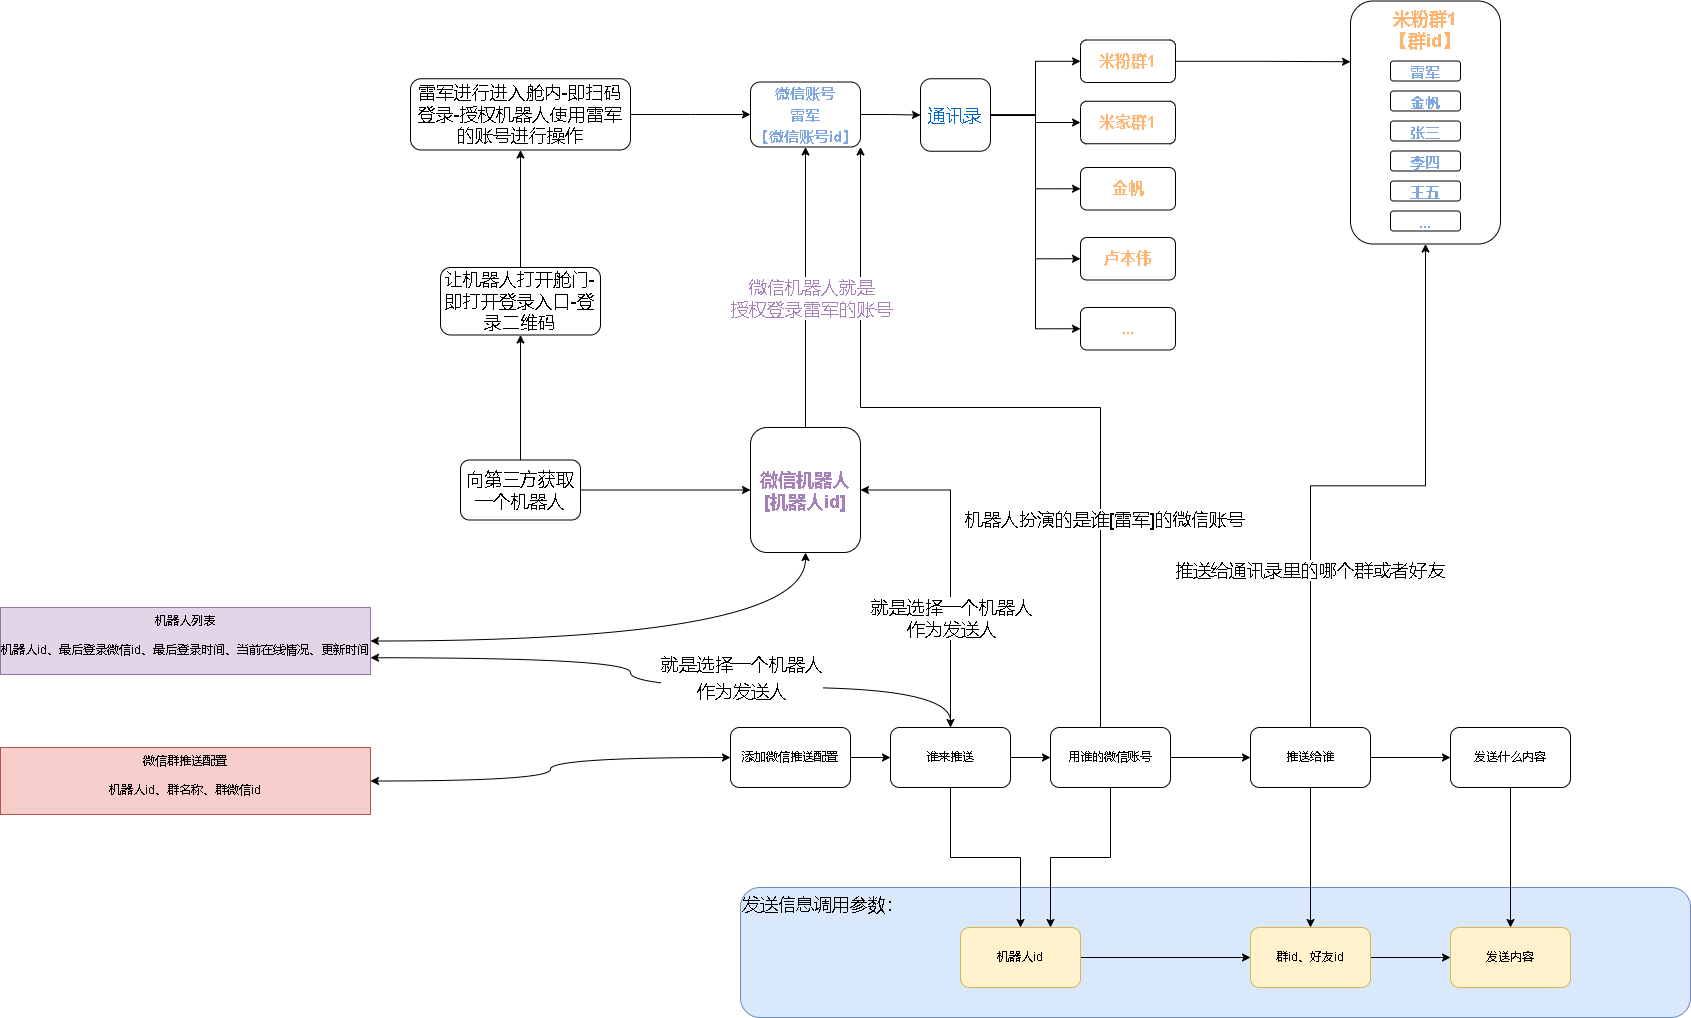 米粉群1
【群id】
雷军
金帆
张三
李四
王五
...
雷军进行进入舱内-即扫码
登录-授权机器人使用雷军
的账号进行操作
微信账号
雷军
【微信账号id】
通讯录
米粉群1
米家群1
金帆
卢本伟
...
让机器人打开舱门-
即打开登录入口-登
录二维码
微信机器人就是
授权登录雷军的账号
向第三方获取
一个机器人
微信机器人
[机器人id]
机器人扮演的是谁[雷军]的微信账号
推送给通讯录里的哪个群或者好友
就是选择一个机器人
作为发送人
机器人列表
机器人id、最后登录微信id、最后登录时间、当前在线情况、更新时间
就是选择一个机器人
作为发送人
微信群推送配置
机器人id、群名称、群微信id
添加微信推送配置
谁来推送
用谁的微信账号
推送给谁
发送什么内容
发送信息调用参数：
机器人id
群id、好友id
发送内容